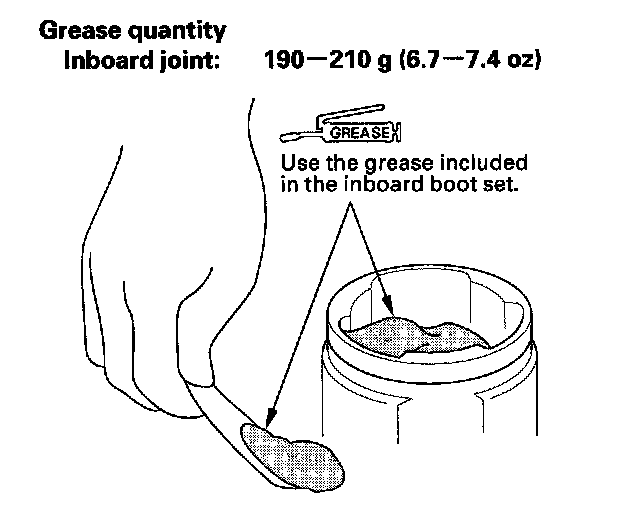 Grease quantity
Inboard joint: 190—210 g (6.7—7.4 oz)
GREASE
Use the grease included
in the inboard boot set.